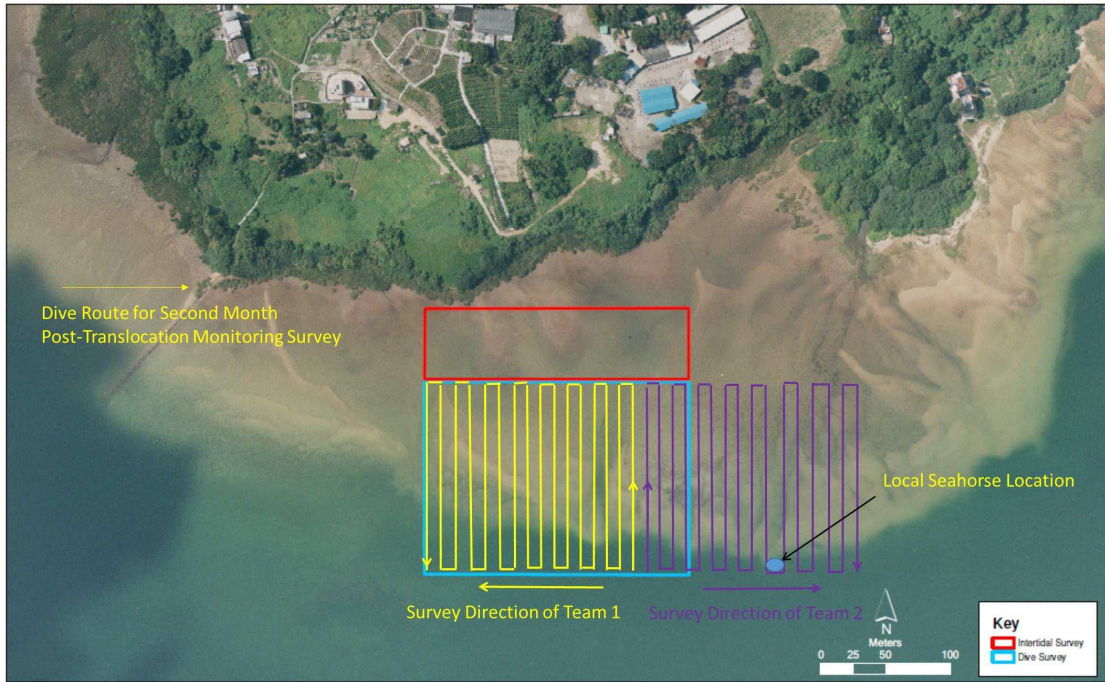 Dive Route for Second Month
Post-Translocation Monitoring Survey
Local Seahorse Location
Survey Direction of Team 1
Survey Direction of Team 2
N
Meters
0 25 50 100
Key
Intertidal Survey
Dive Survey